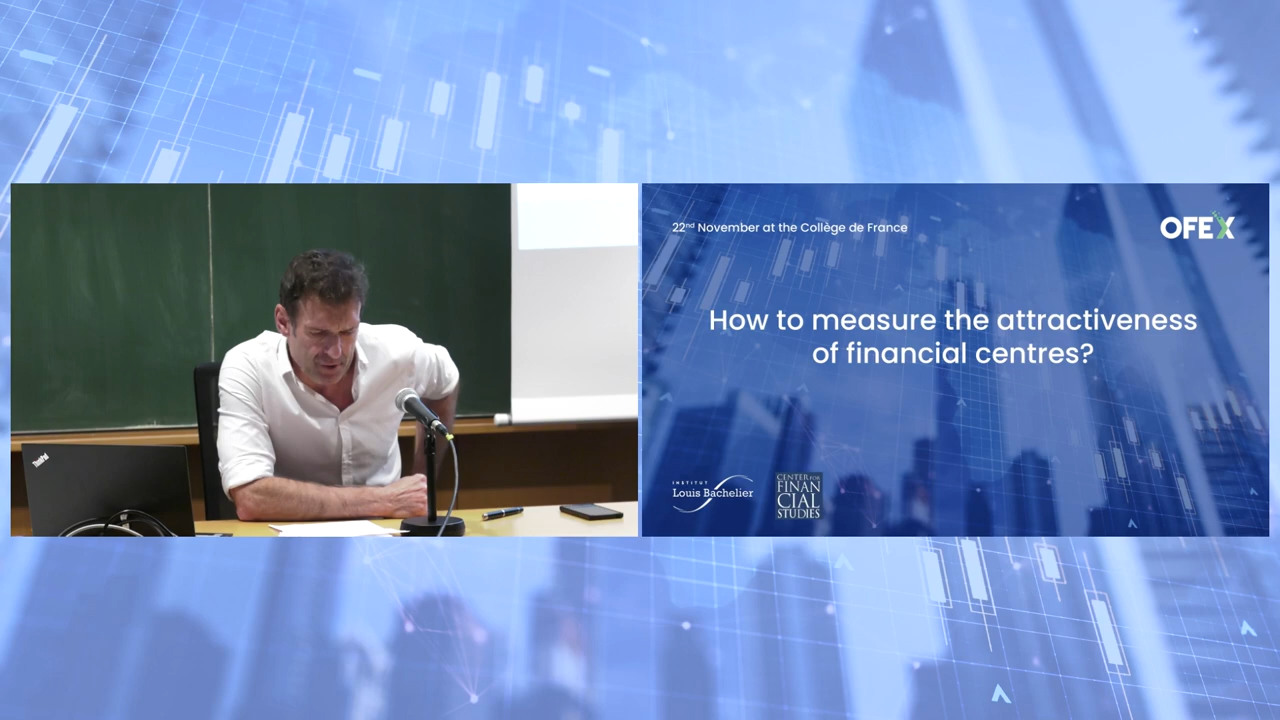 ThinkPad
22nd November at the Collège de France
OFEX
How to measure the attractiveness
of financial centres?
INSTITUT
Louis Bachelier
CENTER FOR
FINAN
CIAL
STUDIES